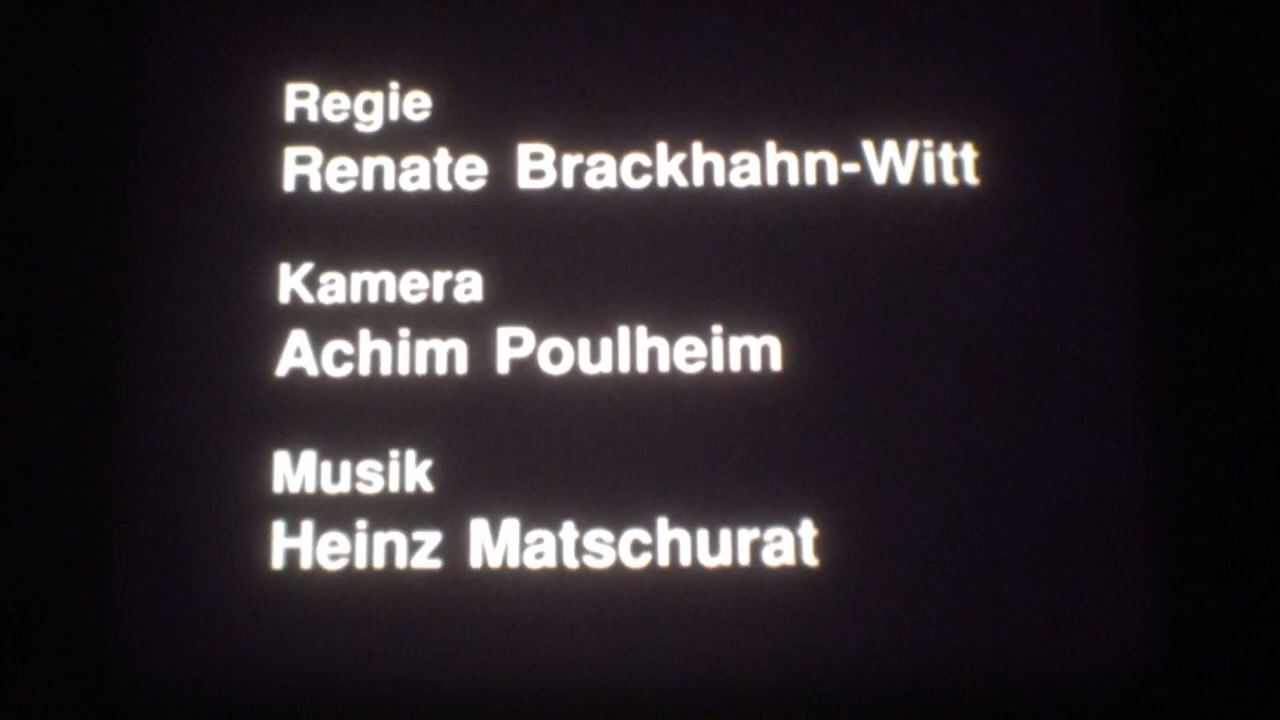 Regie
Renate Brackhahn-Witt
Kamera
Achim Poulheim
Musik
Heinz Matschurat